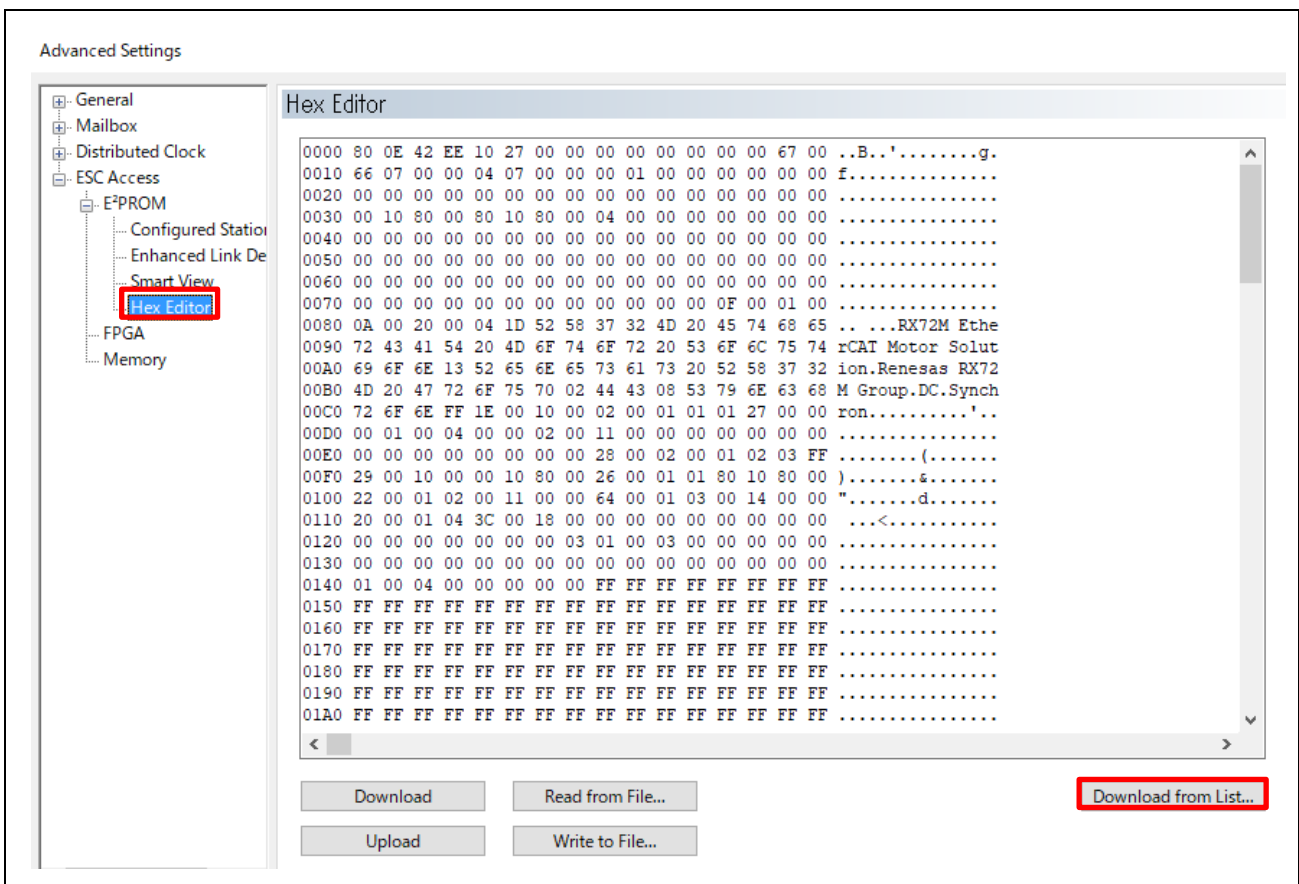 Advanced Settings
General
Mailbox
Distributed Clock
ESC Access
E²PROM
Configured Station
Enhanced Link De
Smart View
Hex Editor
FPGA
Memory
Hex Editor
0000 80 0E 42 EE 10 27 00 00 00 00 00 00 00 00 67 00 ..B..'........g.
0010 66 07 00 00 04 07 00 00 00 01 00 00 00 00 00 00 f...............
0020 00 00 00 00 00 00 00 00 00 00 00 00 00 00 00 00 ................
0030 00 10 80 00 80 10 80 00 04 00 00 00 00 00 00 00 ................
0040 00 00 00 00 00 00 00 00 00 00 00 00 00 00 00 00 ................
0050 00 00 00 00 00 00 00 00 00 00 00 00 00 00 00 00 ................
0060 00 00 00 00 00 00 00 00 00 00 00 00 00 00 00 00 ................
0070 00 00 00 00 00 00 00 00 00 00 00 00 0F 00 01 00 ................
0080 0A 00 20 00 04 1D 52 58 37 32 4D 20 45 74 68 65 .. ...RX72M Ethe
0090 72 43 41 54 20 4D 6F 74 6F 72 20 53 6F 6C 75 74 rCAT Motor Solut
00A0 69 6F 6E 13 52 65 6E 65 73 61 73 20 52 58 37 32 ion.Renesas RX72
00B0 4D 20 47 72 6F 75 70 02 44 43 08 53 79 6E 63 68 M Group.DC.Synch
00C0 72 6F 6E FF 1E 00 10 00 02 00 01 01 01 27 00 00 ron..........'..
00D0 00 01 00 04 00 00 02 00 11 00 00 00 00 00 00 00 ................
00E0 00 00 00 00 00 00 00 00 28 00 02 00 01 02 03 FF ........(.......
00F0 29 00 10 00 00 10 80 00 26 00 01 01 80 10 80 00 ).......&.......
0100 22 00 01 02 00 11 00 00 64 00 01 03 00 14 00 00 ".......d.......
0110 20 00 01 04 3C 00 18 00 00 00 00 00 00 00 00 00  ...<...........
0120 00 00 00 00 00 00 00 03 01 00 03 00 00 00 00 00 ................
0130 00 00 00 00 00 00 00 00 00 00 00 00 00 00 00 00 ................
0140 01 00 04 00 00 00 00 00 FF FF FF FF FF FF FF FF ................
0150 FF FF FF FF FF FF FF FF FF FF FF FF FF FF FF FF ................
0160 FF FF FF FF FF FF FF FF FF FF FF FF FF FF FF FF ................
0170 FF FF FF FF FF FF FF FF FF FF FF FF FF FF FF FF ................
0180 FF FF FF FF FF FF FF FF FF FF FF FF FF FF FF FF ................
0190 FF FF FF FF FF FF FF FF FF FF FF FF FF FF FF FF ................
01A0 FF FF FF FF FF FF FF FF FF FF FF FF FF FF FF FF ................
Download
Read from File...
Download from List...
Upload
Write to File...